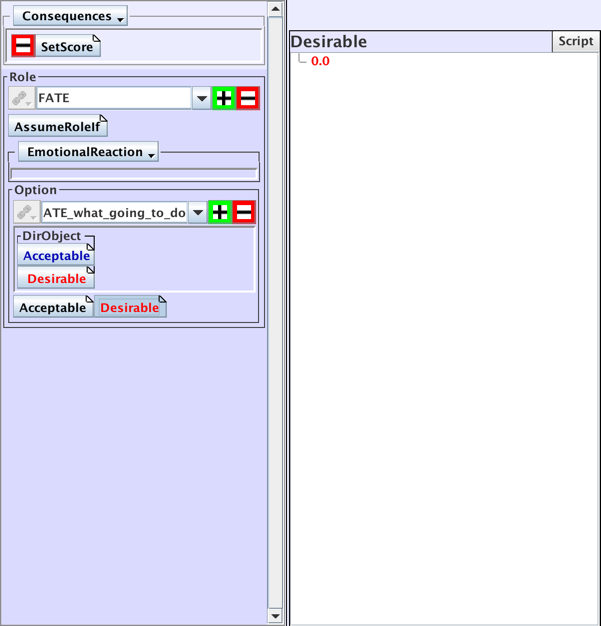 Consequences
SetScore
Role
FATE
AssumeRoleIf
EmotionalReaction
Option
ATE_what_going_to_do
DirObject
Acceptable
Desirable
Acceptable Desirable
Desirable Script
0.0